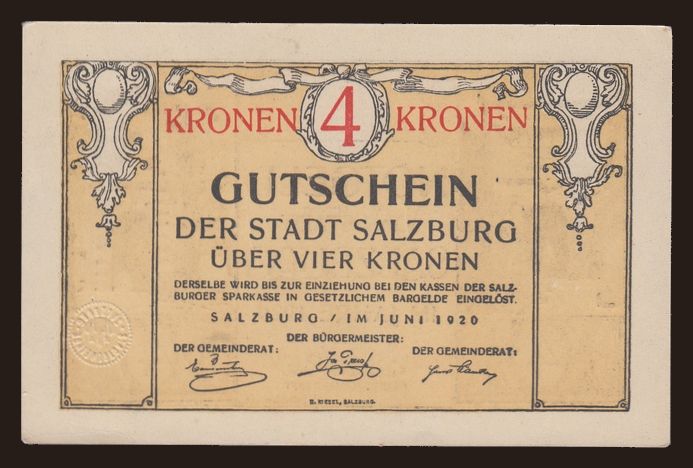 KRONEN 4 KRONEN
GUTSCHEIN
DER STADT SALZBURG
ÜBER VIER KRONEN
DERSELBE WIRD BIS ZUR EINZIEHUNG BEI DEN KASSEN DER SALZ-
BURGER SPARKASSE IN GESETZLICHEM BARGELDE EINGELÖST.
SALZBURG / IM JUNI 1920
DER BÜRGERMEISTER:
DER GEMEINDERAT: DER GEMEINDERAT:
SALZBURG.